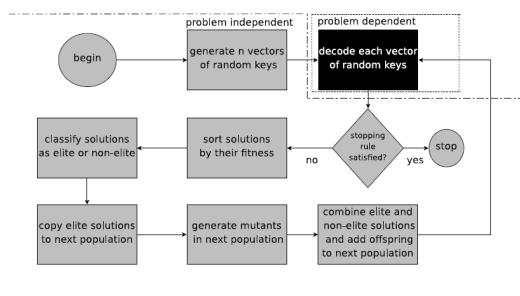 problem independent
problem dependent
begin
generate n vectors
of random keys
decode each vector
of random keys
stopping
rule
satisfied?
no
yes
stop
sort solutions
by their fitness
classify solutions
as elite or non-elite
copy elite solutions
to next population
generate mutants
in next population
combine elite and
non-elite solutions
and add offspring
to next population